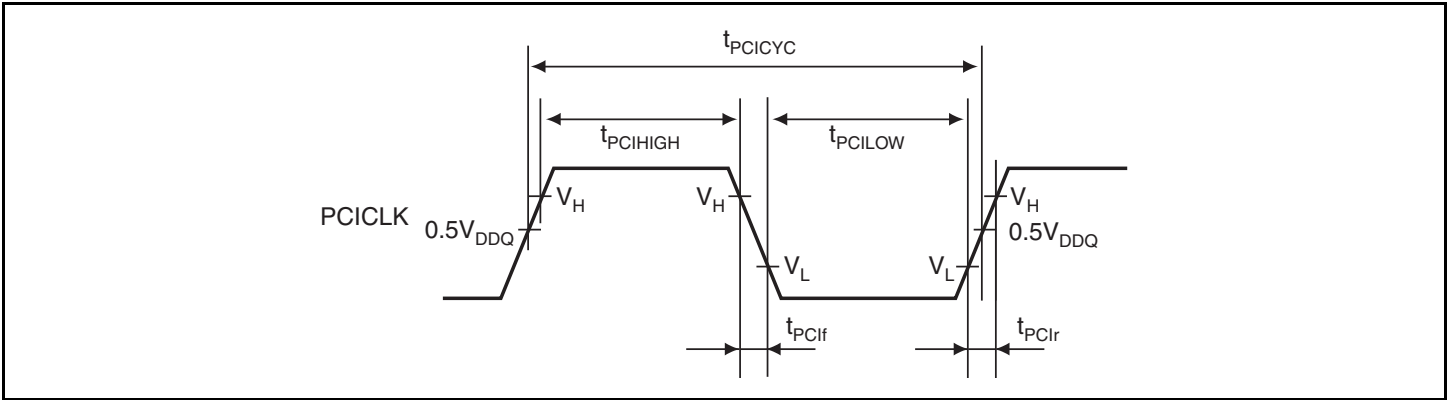 tPCICYC
tPCIHIGH
tPCILOW
PCICLK
0.5VDDQ
VH
VH
VL
VL
VH
0.5VDDQ
tPCIf
tPCIr